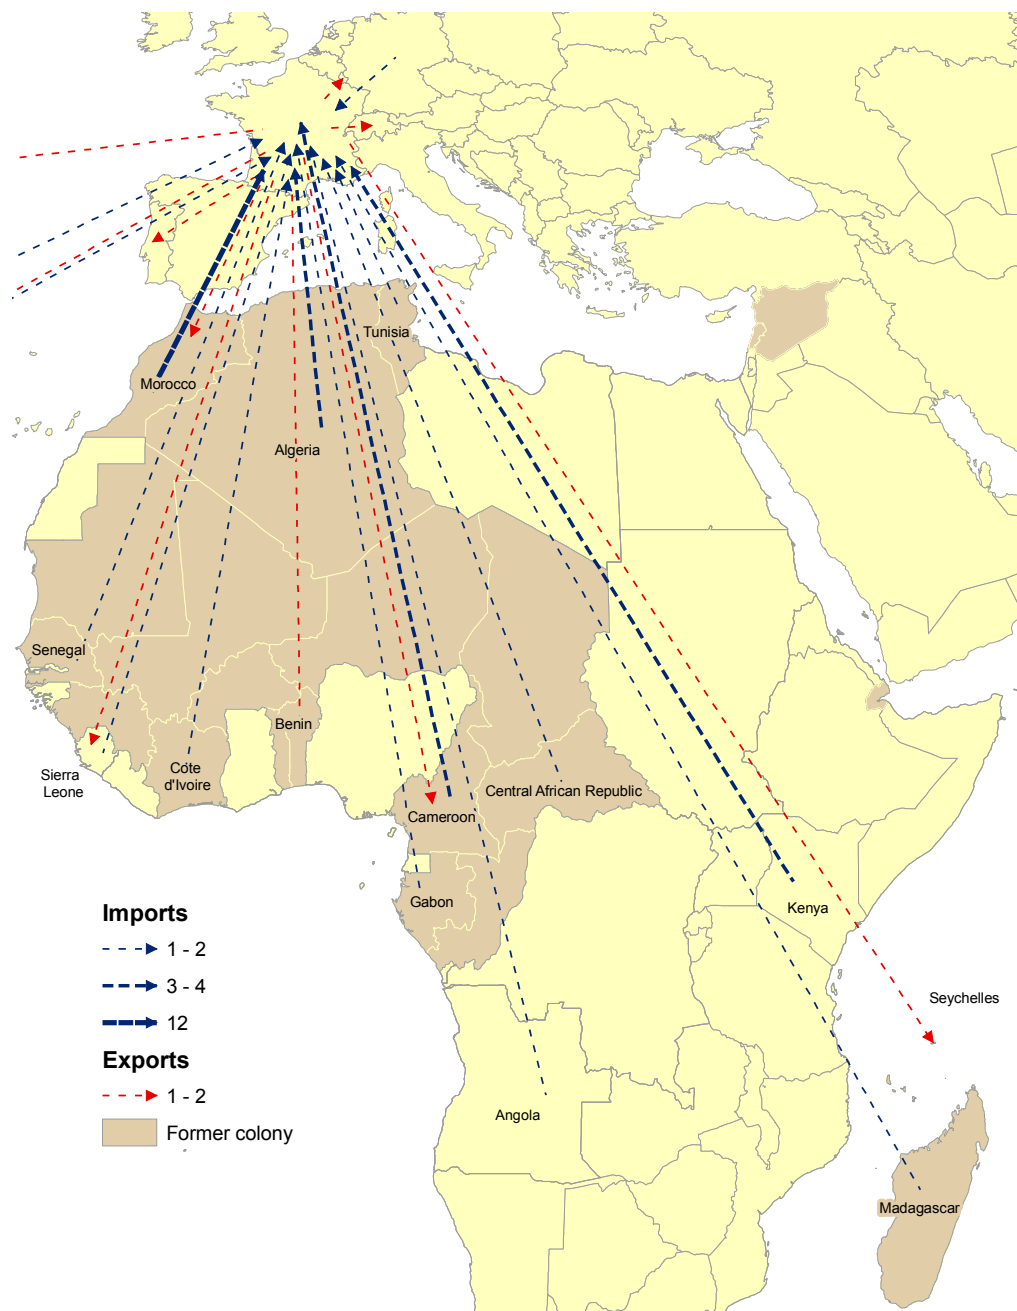 Tunisia
Morocco
Algeria
Senegal
Benin
Sierra
Leone
Côte
d'Ivoire
Central African Republic
Cameroon
Gabon
Kenya
Imports
1 - 2
3 - 4
12
Exports
1 - 2
Former colony
Seychelles
Angola
Madagascar